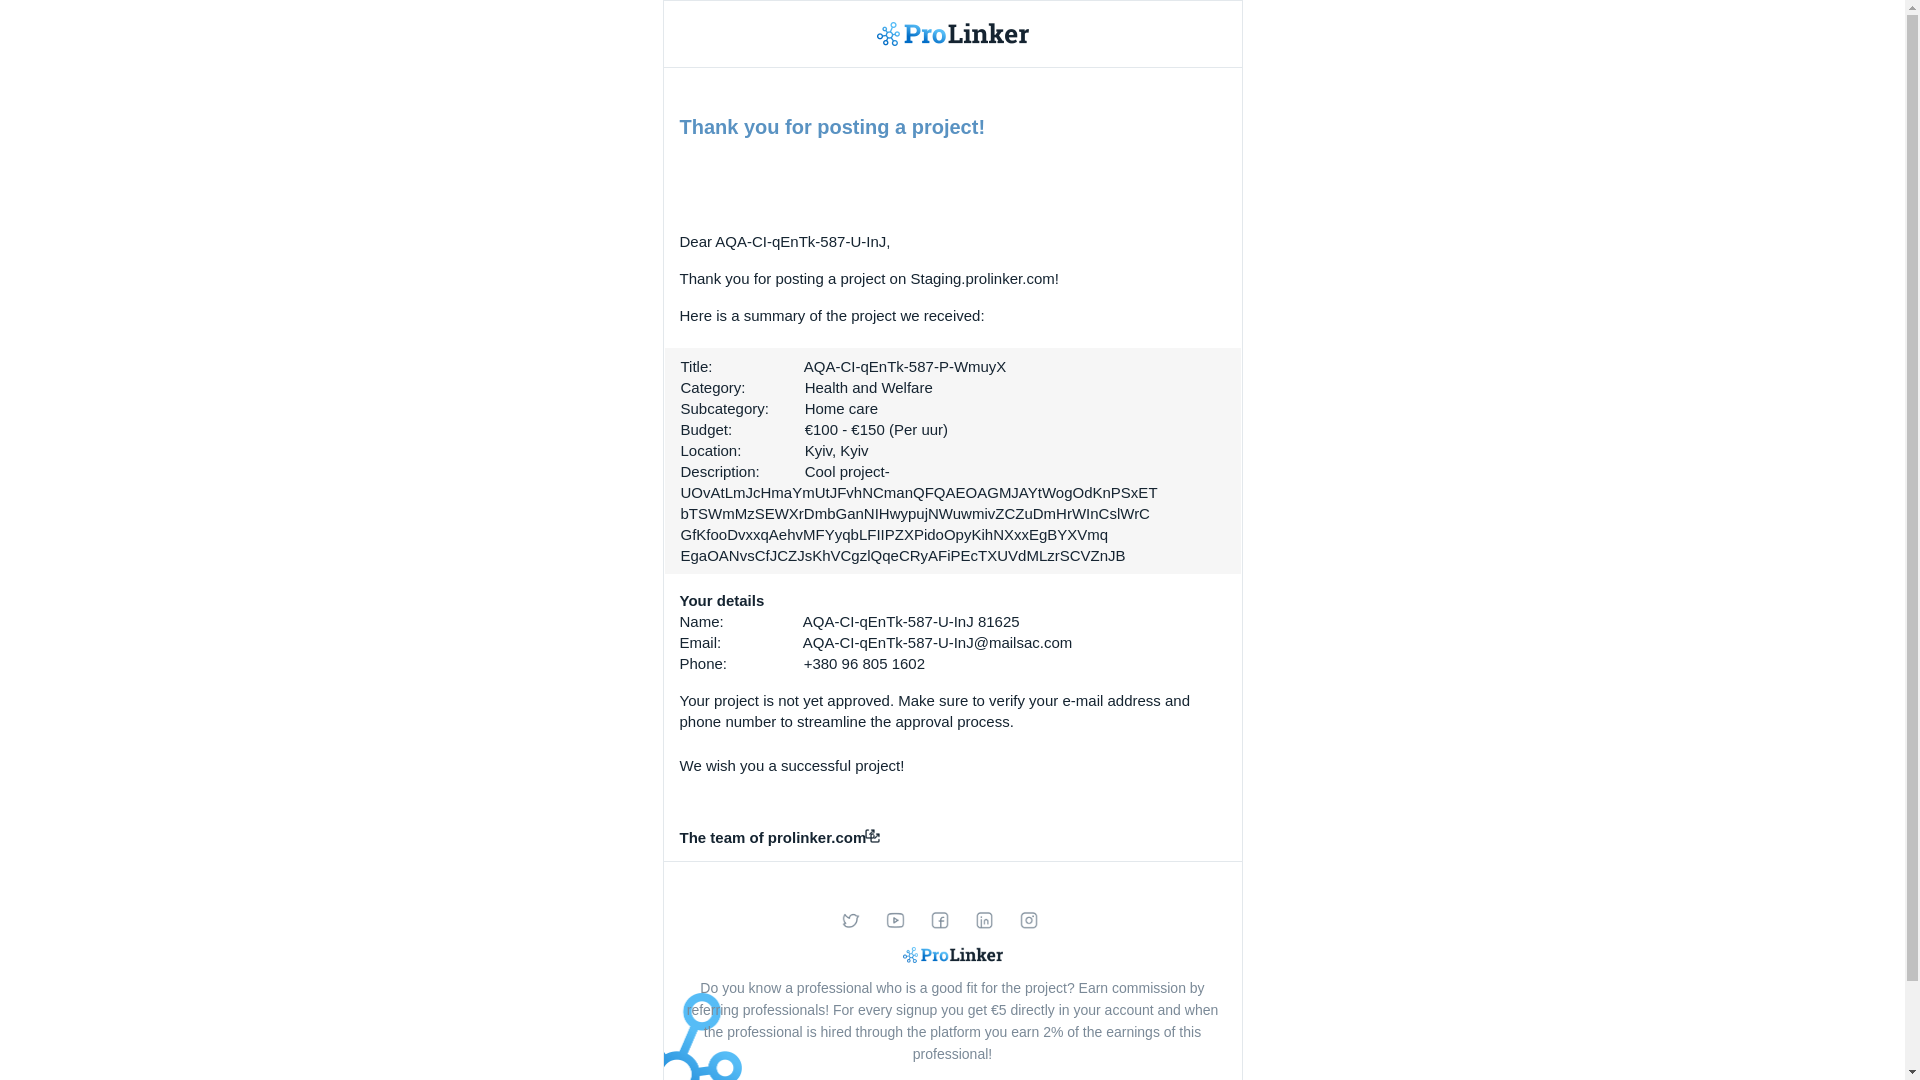 ProLinker
Thank you for posting a project!
Dear AQA-CI-qEnTk-587-U-InJ,
Thank you for posting a project on Staging.prolinker.com!
Here is a summary of the project we received:
Title: AQA-CI-qEnTk-587-P-WmuyX
Category: Health and Welfare
Subcategory: Home care
Budget: €100 - €150 (Per uur)
Location: Kyiv, Kyiv
Description: Cool project-
UOvAtLmJcHmaYmUtJFvhNCmanQFQAEOAGMJAYtWogOdKnPSxET
bTSWmMzSEWXrDmbGanNIHwypujNWuwmivZCZuDmHrWInCslWrC
GfKfooDvxxqAehvMFYyqbLFIIPZXPidoOpyKihNXxxEgBYXVmq
EgaOANvsCfJCZJsKhVCgzlQqeCRyAFiPEcTXUVdMLzrSCVZnJB
Your details
Name: AQA-CI-qEnTk-587-U-InJ 81625
Email: AQA-CI-qEnTk-587-U-InJ@mailsac.com
Phone: +380 96 805 1602
Your project is not yet approved. Make sure to verify your e-mail address and
phone number to streamline the approval process.
We wish you a successful project!
The team of prolinker.com
ProLinker
Do you know a professional who is a good fit for the project? Earn commission by
referring professionals! For every signup you get €5 directly in your account and when
the professional is hired through the platform you earn 2% of the earnings of this
professional!